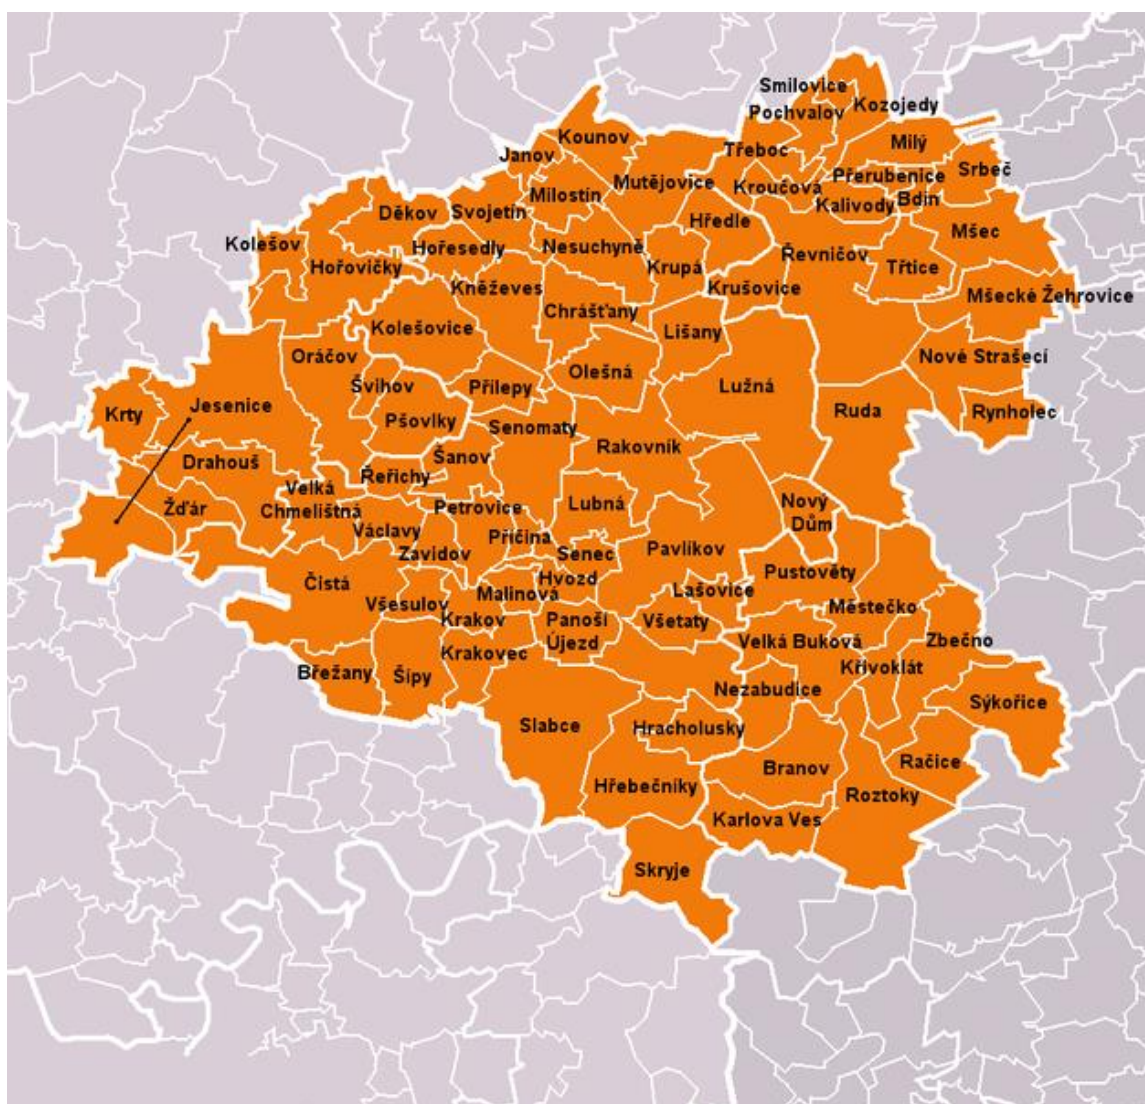 Smilovice
Pochvalov
Kozojedy
Kounov
Janov
Třeboc
Milý
Milostín
Mutějovice
Kroučová
Přerubenice
Srbeč
Kalivody
Bdín
Děkov
Svojetín
Hředle
Kolešov
Hořesedly
Nesuchyně
Řevničov
Mšec
Hořovičky
Krupá
Třtice
Kněževes
Krušovice
Mšecké Žehrovice
Chrášťany
Kolešovice
Lišany
Oráčov
Nové Strašecí
Švihov
Přílepy
Olešná
Lužná
Krty
Jesenice
Pšovlky
Ruda
Rynholec
Senomaty
Rakovník
Drahouš
Šanov
Řeřichy
Velká
Chmelištná
Žďár
Petrovice
Lubná
Nový
Dům
Václavy
Příčina
Zavidov
Senec
Pavlíkov
Čistá
Hvozd
Pustověty
Malinová
Lašovice
Všesulov
Městečko
Krakov
Panoší
Újezd
Všetaty
Velká Buková
Zbečno
Krakovec
Křivoklát
Břežany
Šípy
Nezabudice
Sýkořice
Slabce
Hracholusky
Branov
Račice
Hřebečníky
Roztoky
Karlova Ves
Skryje